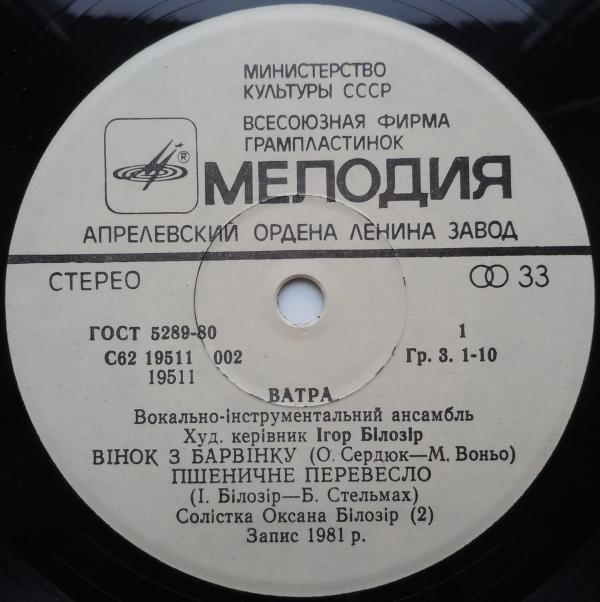 МИНИСТЕРСТВО
КУЛЬТУРЫ СССР
ВСЕСОЮЗНАЯ ФИРМА
ГРАМПЛАСТИНОК
®
МЕЛОДИЯ
АПРЕЛЕВСКИЙ ОРДЕНА ЛЕНИНА ЗАВОД
СТЕРЕО 33
ГОСТ 5289-80 1
С62 19511 002 Гр. 3. 1-10
19511
ВАТРА
Вокально-інструментальний ансамбль
Худ. керівник Ігор Білозір
ВІНОК З БАРВІНКУ (О. Сердюк—М. Воньо)
ПШЕНИЧНЕ ПЕРЕВЕСЛО
(І. Білозір—Б. Стельмах)
Солістка Оксана Білозір (2)
Запис 1981 р.